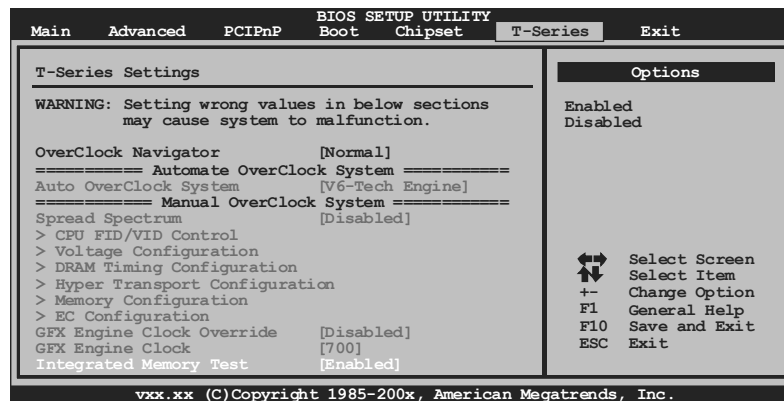 BIOS SETUP UTILITY
Main Advanced PCIPnP Boot Chipset T-Series Exit
T-Series Settings
WARNING: Setting wrong values in below sections
may cause system to malfunction.
OverClock Navigator [Normal]
=========== Automate OverClock System ===========
Auto OverClock System [V6-Tech Engine]
============ Manual OverClock System ============
Spread Spectrum [Disabled]
> CPU FID/VID Control
> Voltage Configuration
> DRAM Timing Configuration
> Hyper Transport Configuration
> Memory Configuration
> EC Configuration
GFX Engine Clock Override [Disabled]
GFX Engine Clock [700]
Integrated Memory Test [Enabled]
Options
Enabled
Disabled
Select Screen
Select Item
+- Change Option
F1 General Help
F10 Save and Exit
ESC Exit
vxx.xx (C)Copyright 1985-200x, American Megatrends, Inc.